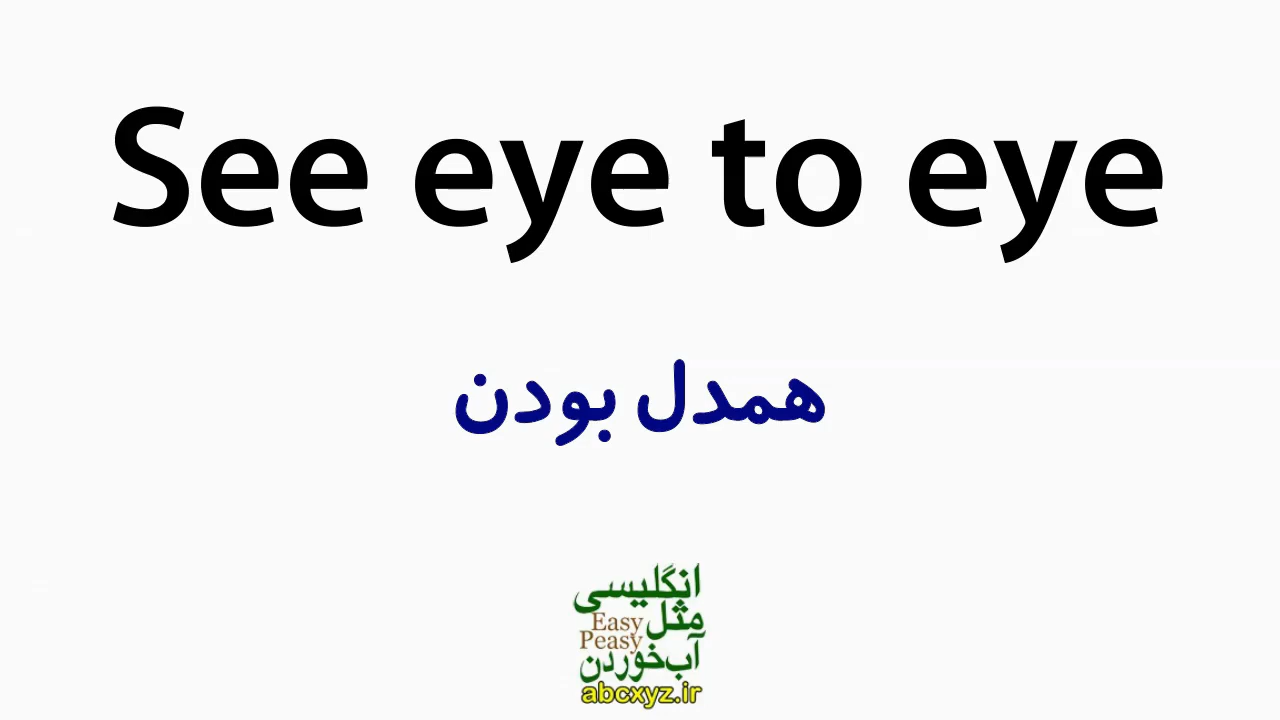 See eye to eye
همدل بودن
انگلیسی
مثل
Easy
Peasy
آب‌خوردن
abcxyz.ir